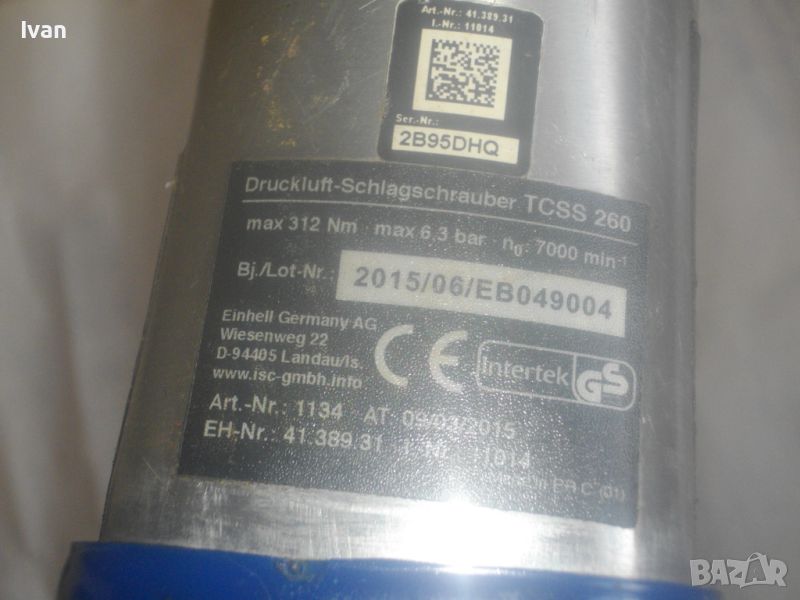 Ivan
Art.-Nr.: 41.389.31
I.-Nr.: 11014
Ser.-Nr.:
2B95DHQ
Druckluft-Schlagschrauber TCSS 260
max 312 Nm max 6,3 bar n₀: 7000 min⁻¹
Bj./Lot-Nr.: 2015/06/EB049004
Einhell Germany AG
Wiesenweg 22
D-94405 Landau/Is.
www.isc-gmbh.info
CE
Intertek GS
Art.-Nr.: 1134 AT 09/03/2015
EH-Nr.: 41.389.31 I.-Nr.: 11014
BAZAR